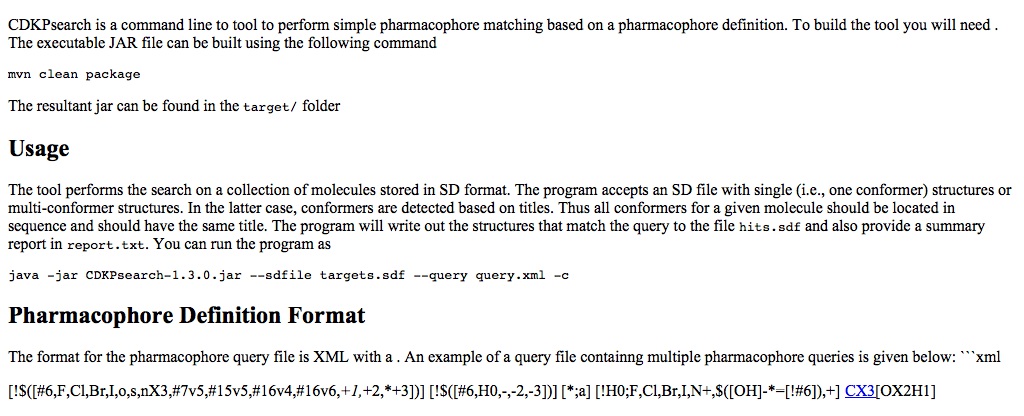 CDKPsearch is a command line to tool to perform simple pharmacophore matching based on a pharmacophore definition. To build the tool you will need .
The executable JAR file can be built using the following command
mvn clean package
The resultant jar can be found in the target/ folder
Usage
The tool performs the search on a collection of molecules stored in SD format. The program accepts an SD file with single (i.e., one conformer) structures or
multi-conformer structures. In the latter case, conformers are detected based on titles. Thus all conformers for a given molecule should be located in
sequence and should have the same title. The program will write out the structures that match the query to the file hits.sdf and also provide a summary
report in report.txt. You can run the program as
java -jar CDKPsearch-1.3.0.jar --sdfile targets.sdf --query query.xml -c
Pharmacophore Definition Format
The format for the pharmacophore query file is XML with a . An example of a query file containng multiple pharmacophore queries is given below: ```xml
[!$([#6,F,Cl,Br,I,o,s,nX3,#7v5,#15v5,#16v4,#16v6,+1,+2,*+3])] [!$([#6,H0,-,-2,-3])] [*;a] [!H0;F,Cl,Br,I,N+,$([OH]-*=[!#6]),+] CX3[OX2H1]